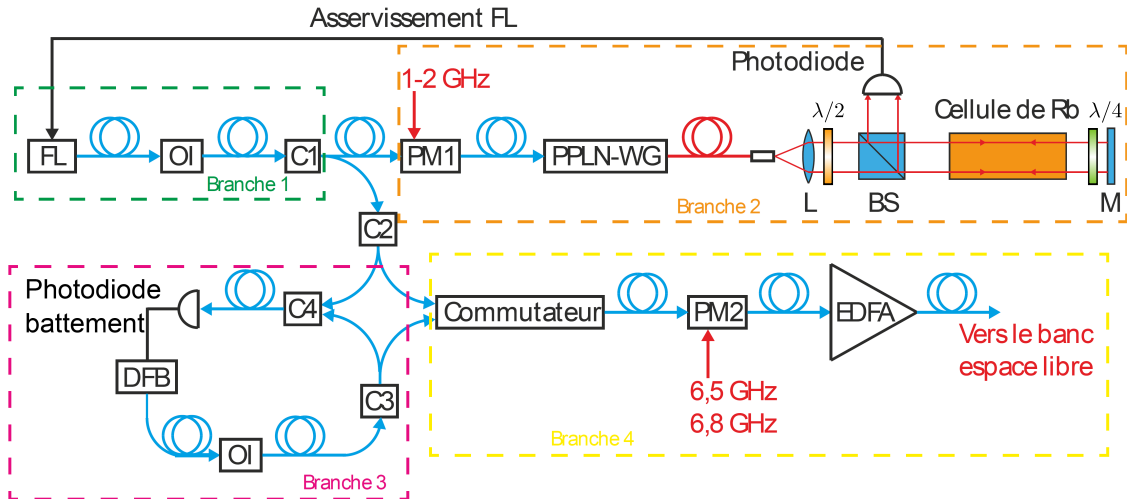 Asservissement FL
Photodiode
1-2 GHz
λ/2
Cellule de Rb
λ/4
FL
OI
C1
PM1
PPLN-WG
Branche 1
L
BS
M
Branche 2
C2
Photodiode
battement
C4
Commutateur
PM2
EDFA
Vers le banc
espace libre
DFB
C3
6,5 GHz
6,8 GHz
OI
Branche 3
Branche 4